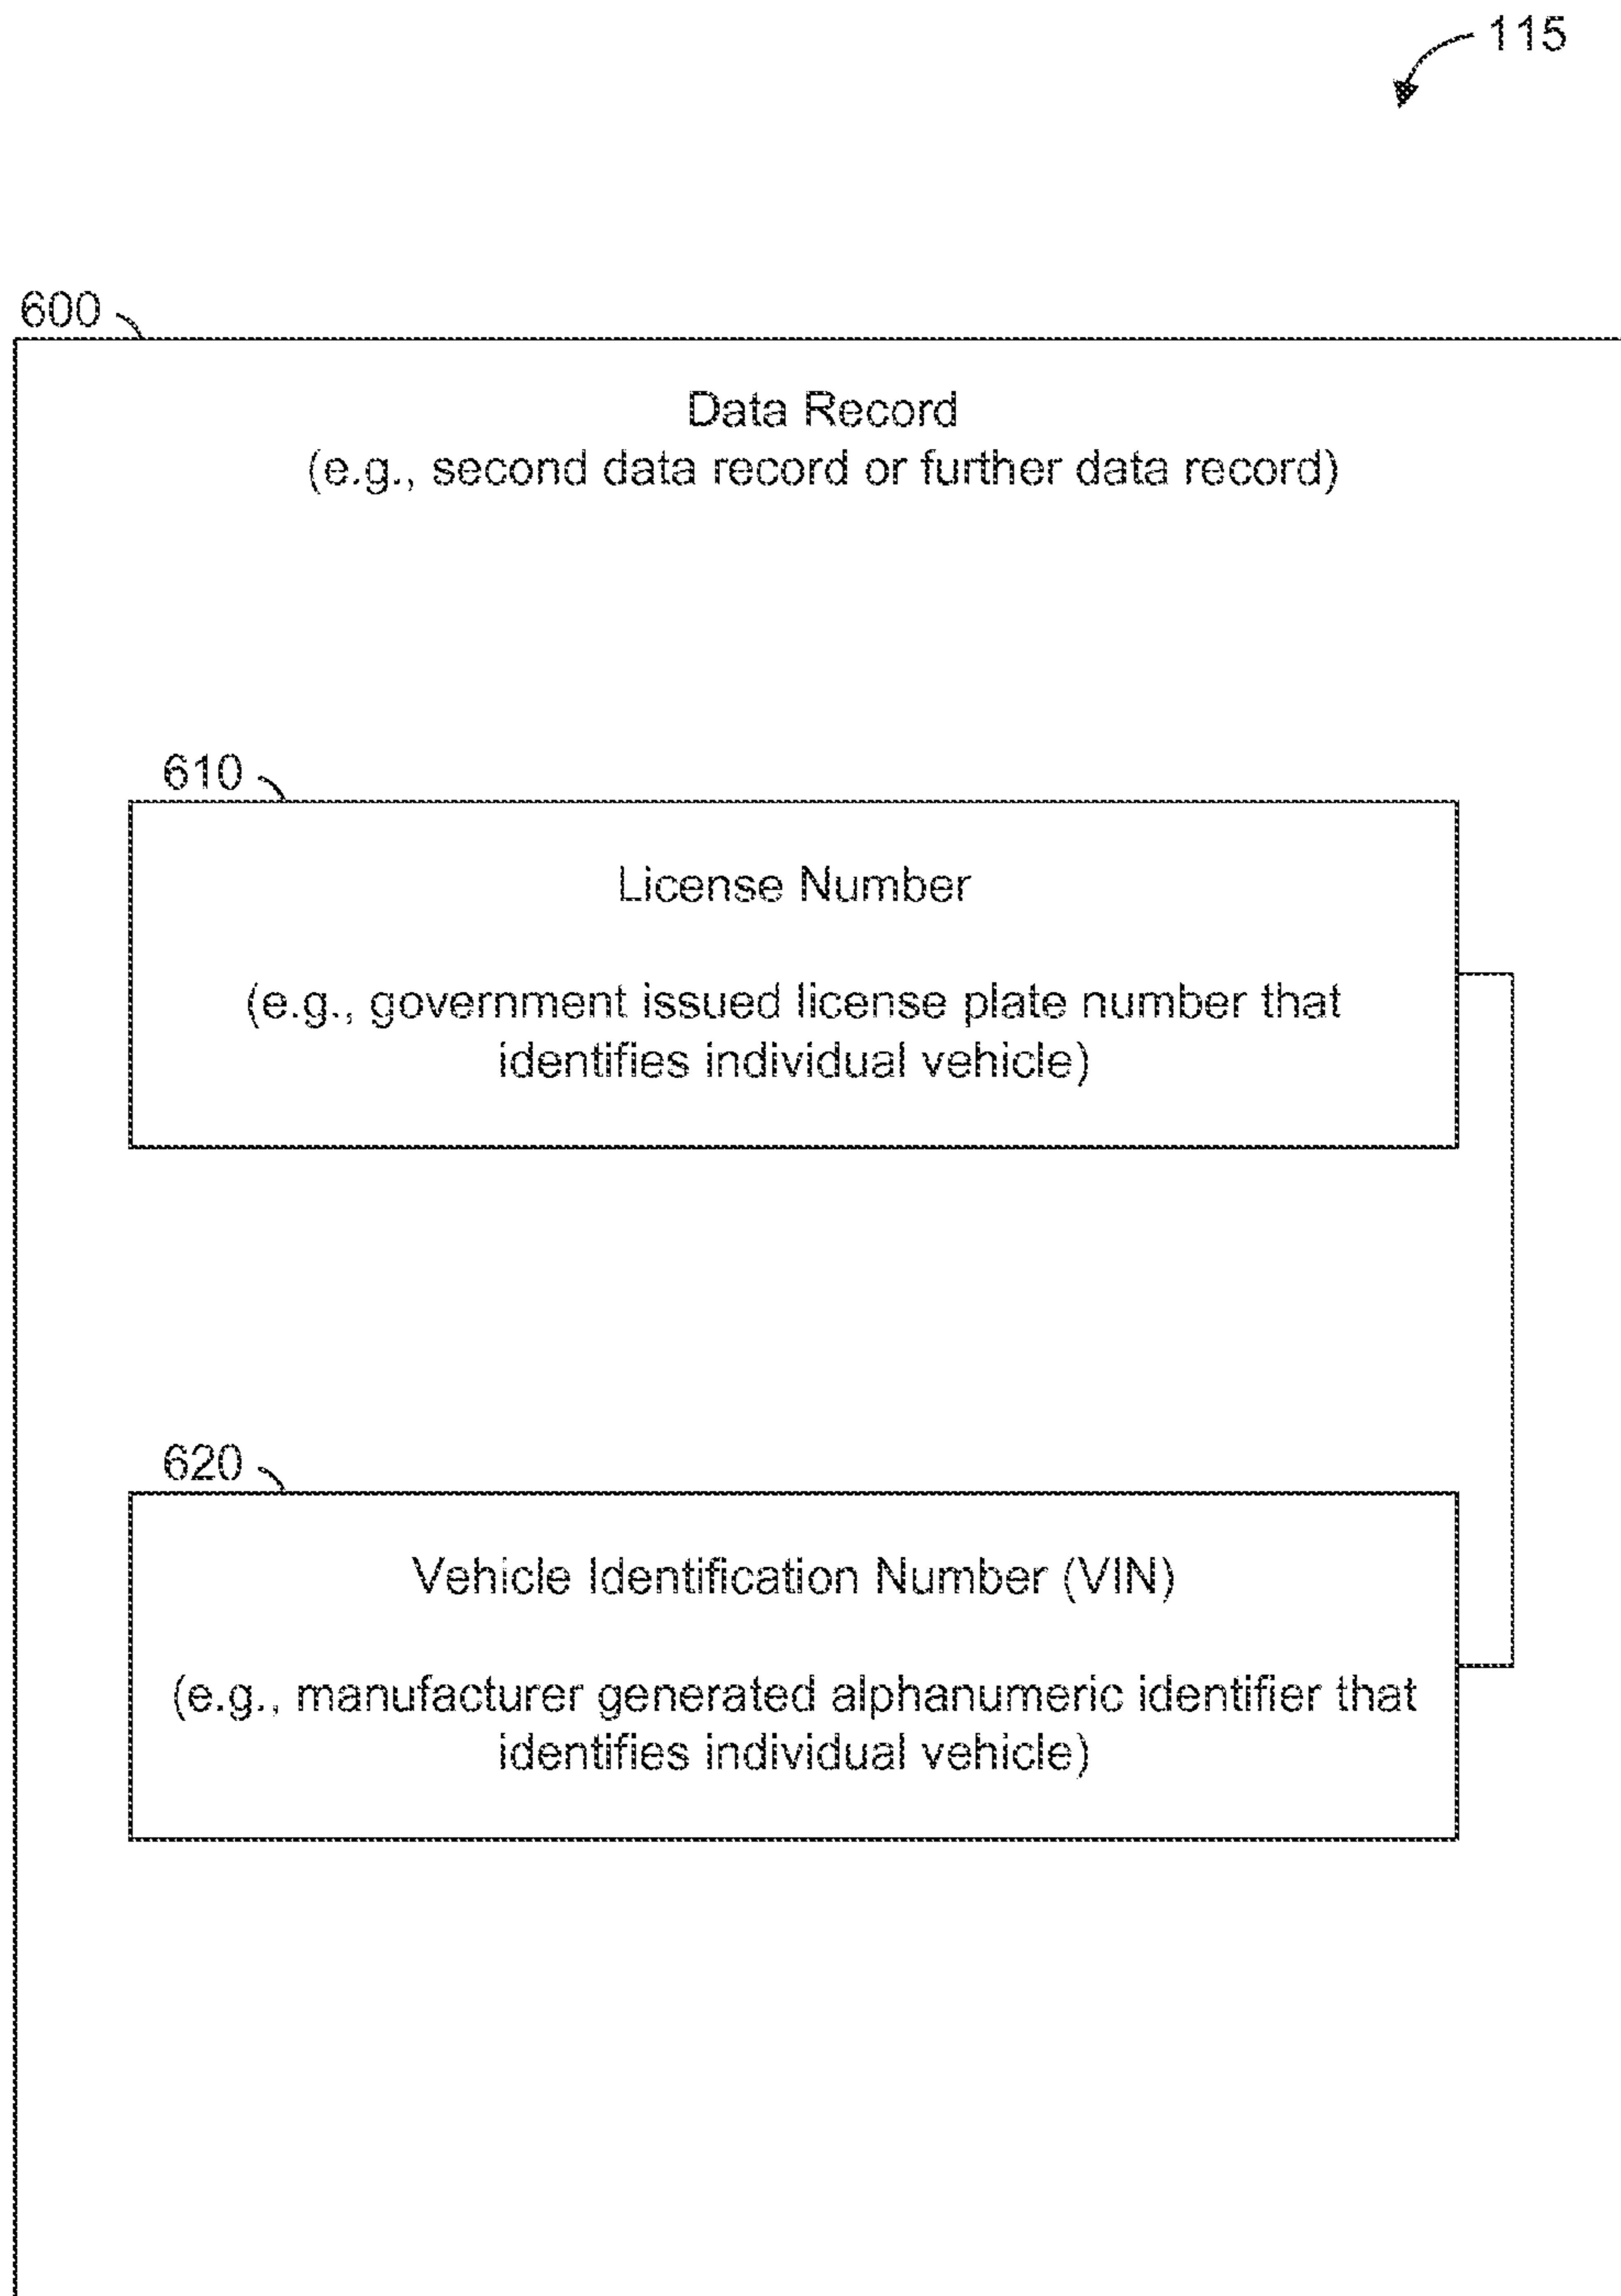 115
600
Data Record
(e.g., second data record or further data record)
610
License Number
(e.g., government issued license plate number that
identifies individual vehicle)
620
Vehicle Identification Number (VIN)
(e.g., manufacturer generated alphanumeric identifier that
identifies individual vehicle)